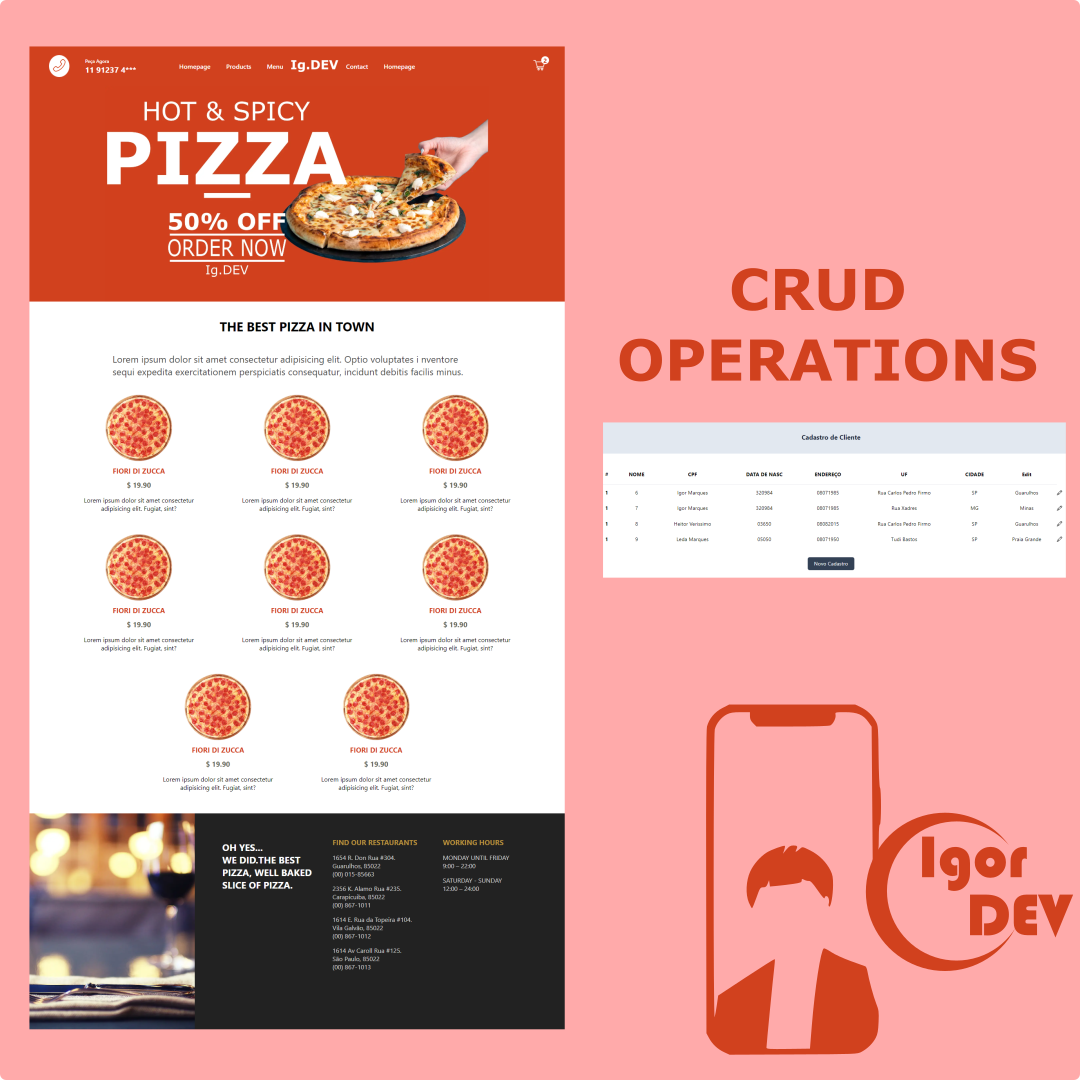 Peça Agora
11 91237 4***
Homepage Products Menu Ig.DEV Contact Homepage
2
HOT & SPICY
PIZZA
50% OFF
ORDER NOW
Ig.DEV
THE BEST PIZZA IN TOWN
Lorem ipsum dolor sit amet consectetur adipisicing elit. Optio voluptates i nventore
sequi expedita exercitationem perspiciatis consequatur, incidunt debitis facilis minus.
FIORI DI ZUCCA
$ 19.90
Lorem ipsum dolor sit amet consectetur
adipisicing elit. Fugiat, sint?
FIORI DI ZUCCA
$ 19.90
Lorem ipsum dolor sit amet consectetur
adipisicing elit. Fugiat, sint?
FIORI DI ZUCCA
$ 19.90
Lorem ipsum dolor sit amet consectetur
adipisicing elit. Fugiat, sint?
FIORI DI ZUCCA
$ 19.90
Lorem ipsum dolor sit amet consectetur
adipisicing elit. Fugiat, sint?
FIORI DI ZUCCA
$ 19.90
Lorem ipsum dolor sit amet consectetur
adipisicing elit. Fugiat, sint?
FIORI DI ZUCCA
$ 19.90
Lorem ipsum dolor sit amet consectetur
adipisicing elit. Fugiat, sint?
FIORI DI ZUCCA
$ 19.90
Lorem ipsum dolor sit amet consectetur
adipisicing elit. Fugiat, sint?
FIORI DI ZUCCA
$ 19.90
Lorem ipsum dolor sit amet consectetur
adipisicing elit. Fugiat, sint?
OH YES...
WE DID.THE BEST
PIZZA, WELL BAKED
SLICE OF PIZZA.
FIND OUR RESTAURANTS
1654 R. Don Rua #304.
Guarulhos, 85022
(00) 015-85663
2356 K. Alamo Rua #235.
Carapicuíba, 85022
(00) 867-1011
1614 E. Rua da Topeira #104.
Vila Galvão, 85022
(00) 867-1012
1614 Av Caroll Rua #125.
São Paulo, 85022
(00) 867-1013
WORKING HOURS
MONDAY UNTIL FRIDAY
9:00 – 22:00
SATURDAY - SUNDAY
12:00 – 24:00
CRUD
OPERATIONS
Cadastro de Cliente
# NOME CPF DATA DE NASC ENDEREÇO UF CIDADE Edit
1 6 Igor Marques 320984 08071985 Rua Carlos Pedro Firmo SP Guarulhos
1 7 Igor Marques 320984 08071985 Rua Xadres MG Minas
1 8 Heitor Verissimo 03650 08082015 Rua Carlos Pedro Firmo SP Guarulhos
1 9 Leda Marques 05050 08071950 Tudi Bastos SP Praia Grande
Novo Cadastro
Igor
DEV